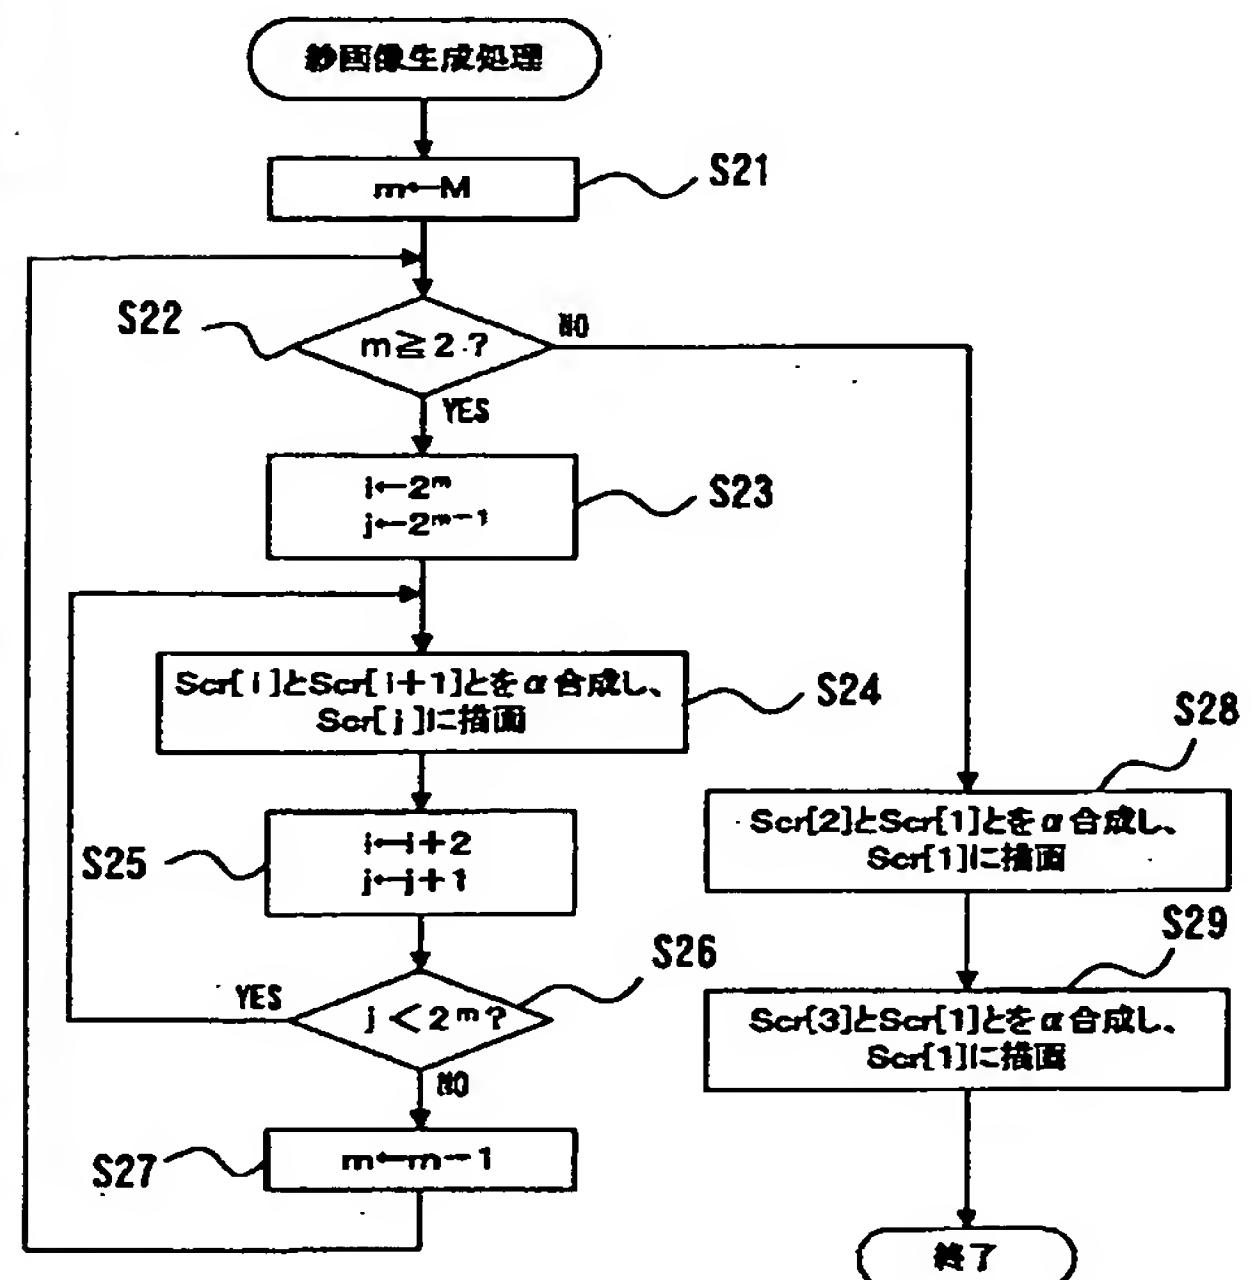 紗画像生成処理
m←M
S21
S22
m≧2?
NO
YES
i←2^m
j←2^m-1
S23
Scr[i]とScr[i+1]とをα合成し、
Scr[j]に描画
S24
i←i+2
j←j+1
S25
j<2^m?
S26
YES
NO
m←m-1
S27
Scr[2]とScr[1]とをα合成し、
Scr[1]に描画
S28
Scr[3]とScr[1]とをα合成し、
Scr[1]に描画
S29
終了